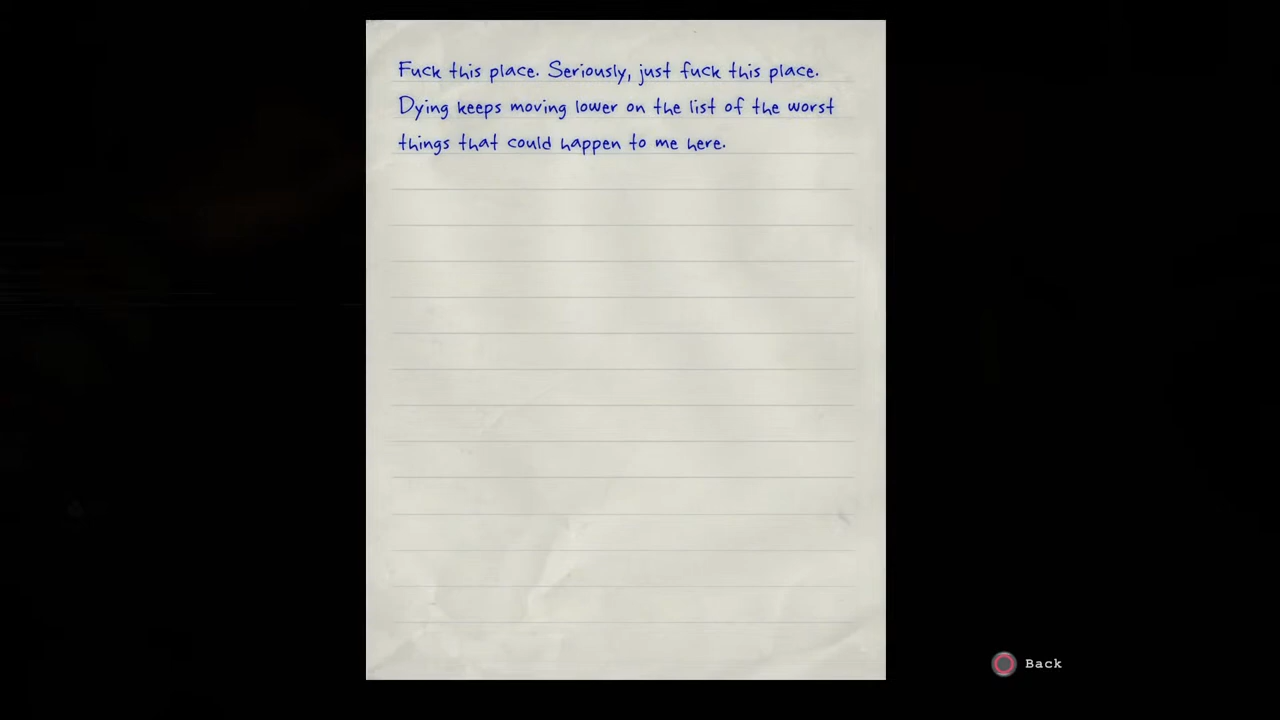 Fuck this place. Seriously, just fuck this place.
Dying keeps moving lower on the list of the worst
things that could happen to me here.
Back